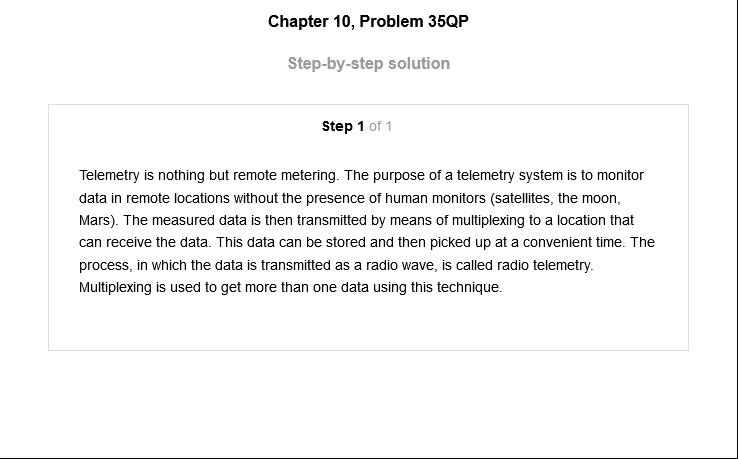 Chapter 10, Problem 35QP
Step-by-step solution
Step 1 of 1
Telemetry is nothing but remote metering. The purpose of a telemetry system is to monitor
data in remote locations without the presence of human monitors (satellites, the moon,
Mars). The measured data is then transmitted by means of multiplexing to a location that
can receive the data. This data can be stored and then picked up at a convenient time. The
process, in which the data is transmitted as a radio wave, is called radio telemetry.
Multiplexing is used to get more than one data using this technique.